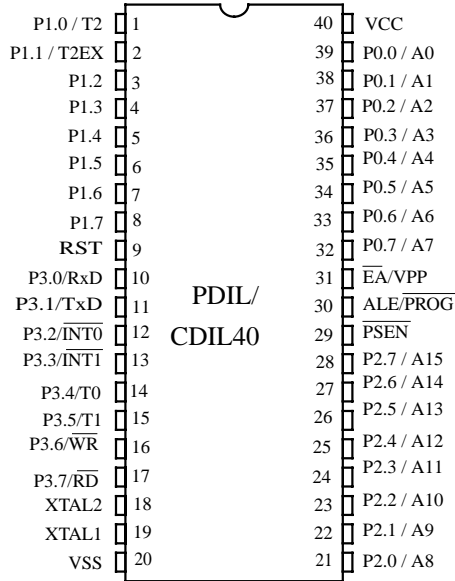 P1.0 / T2 1 40 VCC
P1.1 / T2EX 2 39 P0.0 / A0
P1.2 3 38 P0.1 / A1
P1.3 4 37 P0.2 / A2
P1.4 5 36 P0.3 / A3
P1.5 6 35 P0.4 / A4
P1.6 7 34 P0.5 / A5
P1.7 8 33 P0.6 / A6
RST 9 32 P0.7 / A7
P3.0/RxD 10 31 E̅A̅/VPP
P3.1/TxD 11 PDIL/ 30 ALE/P̅R̅O̅G̅
P3.2/I̅N̅T̅0̅ 12 CDIL40 29 P̅S̅E̅N̅
P3.3/I̅N̅T̅1̅ 13 28 P2.7 / A15
P3.4/T0 14 27 P2.6 / A14
P3.5/T1 15 26 P2.5 / A13
P3.6/W̅R̅ 16 25 P2.4 / A12
P3.7/R̅D̅ 17 24 P2.3 / A11
XTAL2 18 23 P2.2 / A10
XTAL1 19 22 P2.1 / A9
VSS 20 21 P2.0 / A8